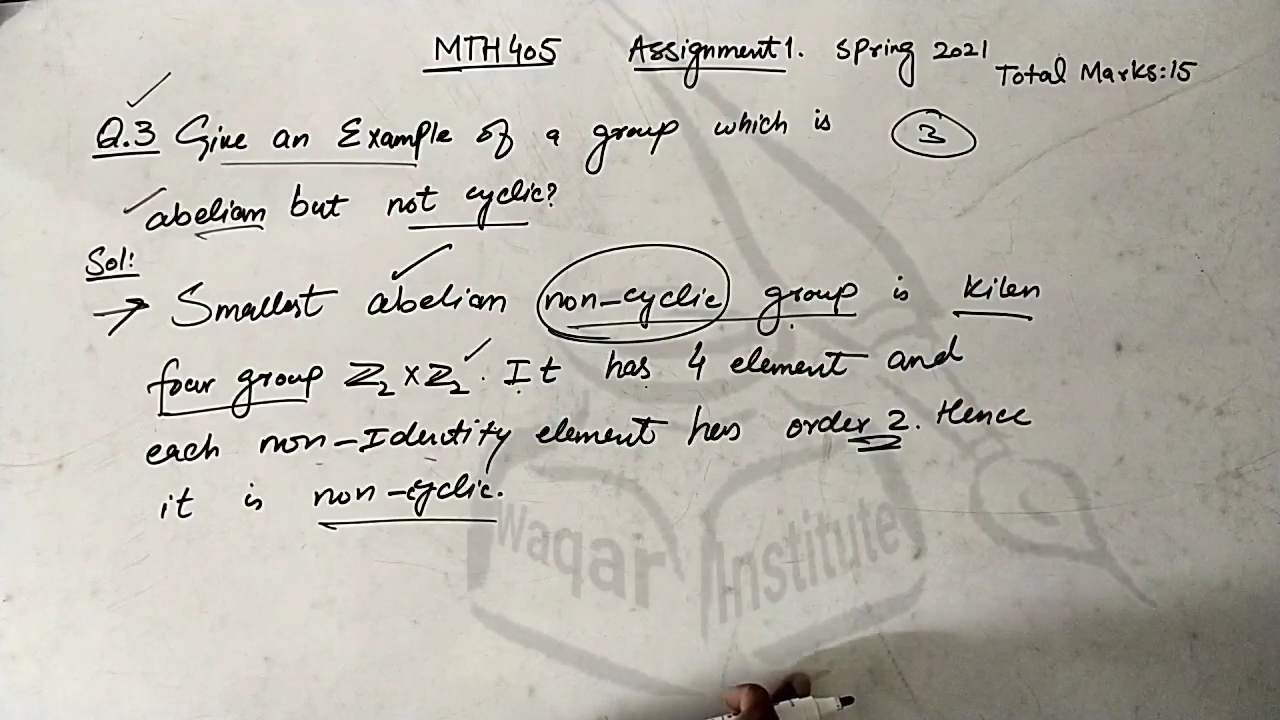 MTH405 Assignment 1. Spring 2021
Total Marks:15
Q.3 Give an Example of a group which is 3
abeliam but not cyclic?
Sol:
→ Smallest abelian non-cyclic group is Kilen
four group Z₂×Z₂. It has 4 element and
each non-Identity element has order 2. Hence
it is non-cyclic.
Waqar Institute